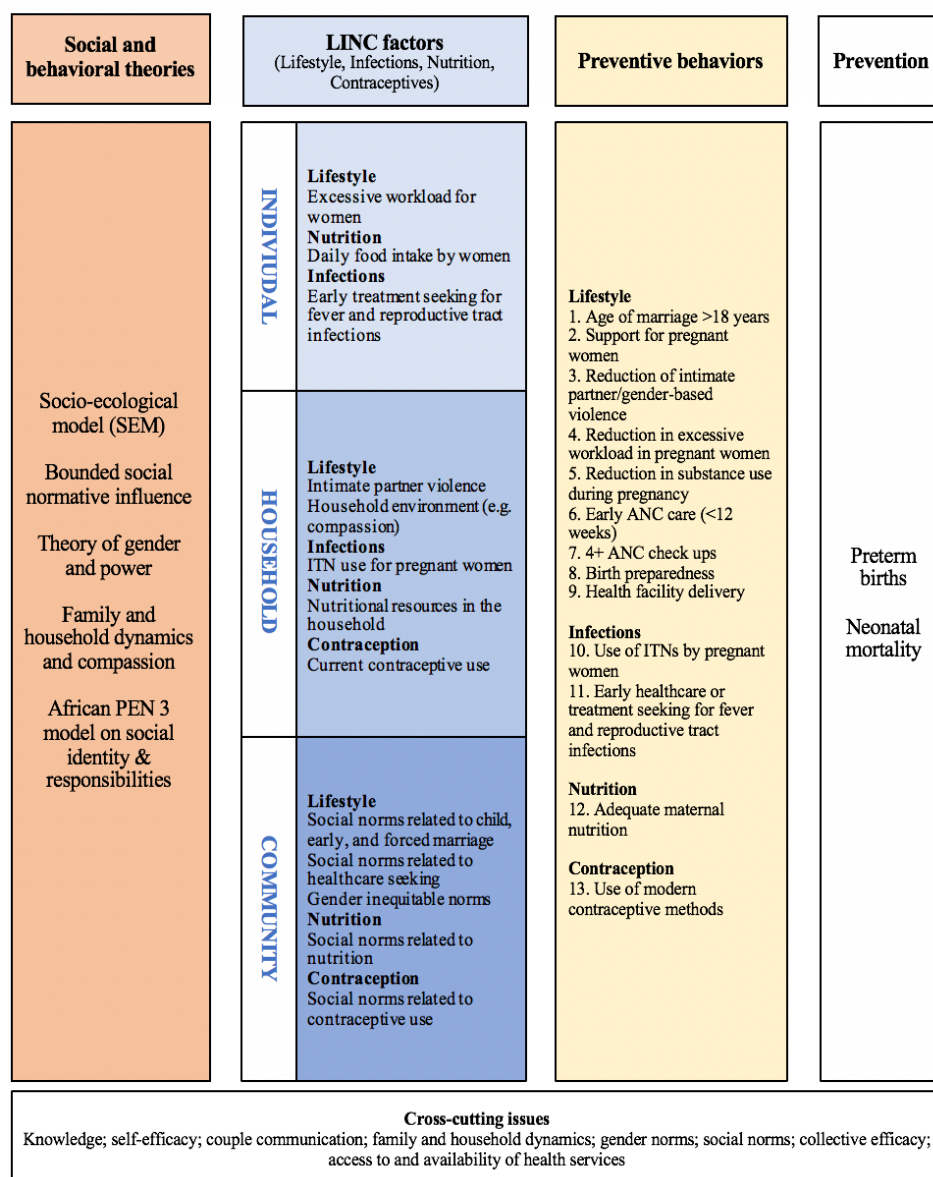 Social and
behavioral theories
LINC factors
(Lifestyle, Infections, Nutrition,
Contraceptives)
Preventive behaviors
Prevention
Socio-ecological
model (SEM)
Bounded social
normative influence
Theory of gender
and power
Family and
household dynamics
and compassion
African PEN 3
model on social
identity &
responsibilities
INDIVIUDAL
Lifestyle
Excessive workload for
women
Nutrition
Daily food intake by women
Infections
Early treatment seeking for
fever and reproductive tract
infections
HOUSEHOLD
Lifestyle
Intimate partner violence
Household environment (e.g.
compassion)
Infections
ITN use for pregnant women
Nutrition
Nutritional resources in the
household
Contraception
Current contraceptive use
COMMUNITY
Lifestyle
Social norms related to child,
early, and forced marriage
Social norms related to
healthcare seeking
Gender inequitable norms
Nutrition
Social norms related to
nutrition
Contraception
Social norms related to
contraceptive use
Lifestyle
1. Age of marriage >18 years
2. Support for pregnant
women
3. Reduction of intimate
partner/gender-based
violence
4. Reduction in excessive
workload in pregnant women
5. Reduction in substance use
during pregnancy
6. Early ANC care (<12
weeks)
7. 4+ ANC check ups
8. Birth preparedness
9. Health facility delivery
Infections
10. Use of ITNs by pregnant
women
11. Early healthcare or
treatment seeking for fever
and reproductive tract
infections
Nutrition
12. Adequate maternal
nutrition
Contraception
13. Use of modern
contraceptive methods
Preterm
births
Neonatal
mortality
Cross-cutting issues
Knowledge; self-efficacy; couple communication; family and household dynamics; gender norms; social norms; collective efficacy;
access to and availability of health services